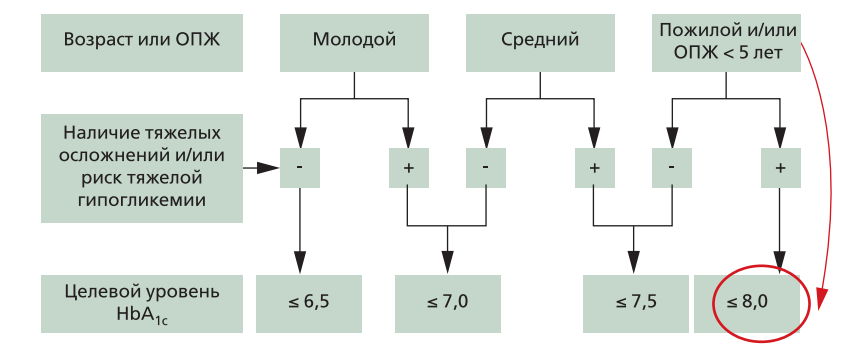 Возраст или ОПЖ
Молодой
Средний
Пожилой и/или
ОПЖ < 5 лет
Наличие тяжелых
осложнений и/или
риск тяжелой
гипогликемии
-
+
-
+
-
+
Целевой уровень
HbA1c
≤ 6,5
≤ 7,0
≤ 7,5
≤ 8,0